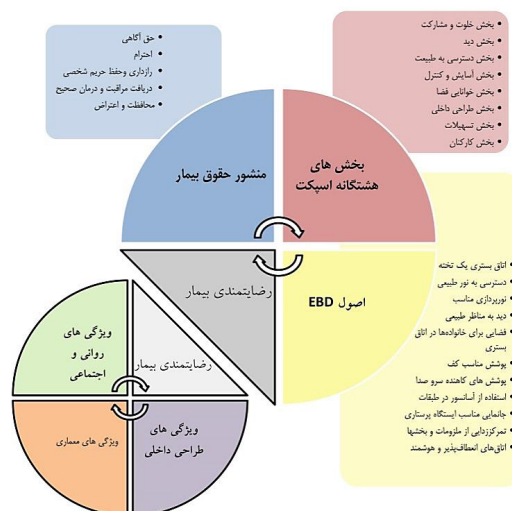 • حق آگاهی
• احترام
• رازداری وحفظ حریم شخصی
• دریافت مراقبت و درمان صحیح
• محافظت و اعتراض
• بخش خلوت و مشارکت
• بخش دید
• بخش دسترسی به طبیعت
• بخش آسایش و کنترل
• بخش خوانایی فضا
• بخش طراحی داخلی
• بخش تسهیلات
• بخش کارکنان
منشور حقوق بیمار
بخش های
هشتگانه اسپکت
رضایتمندی بیمار
اصول EBD
• اتاق بستری یک تخته
• دسترسی به نور طبیعی
• نورپردازی مناسب
• دید به مناظر طبیعی
• فضایی برای خانواده‌ها در اتاق
بستری
• پوشش مناسب کف
• پوشش های کاهنده سرو صدا
• استفاده از آسانسور در طبقات
• جانمایی مناسب ایستگاه پرستاری
• تمرکززدایی از ملزومات و بخشها
• اتاق‌های انعطاف‌پذیر و هوشمند
ویژگی های
روانی و
اجتماعی
رضایتمندی بیمار
ویژگی های معماری
ویژگی های
طراحی داخلی